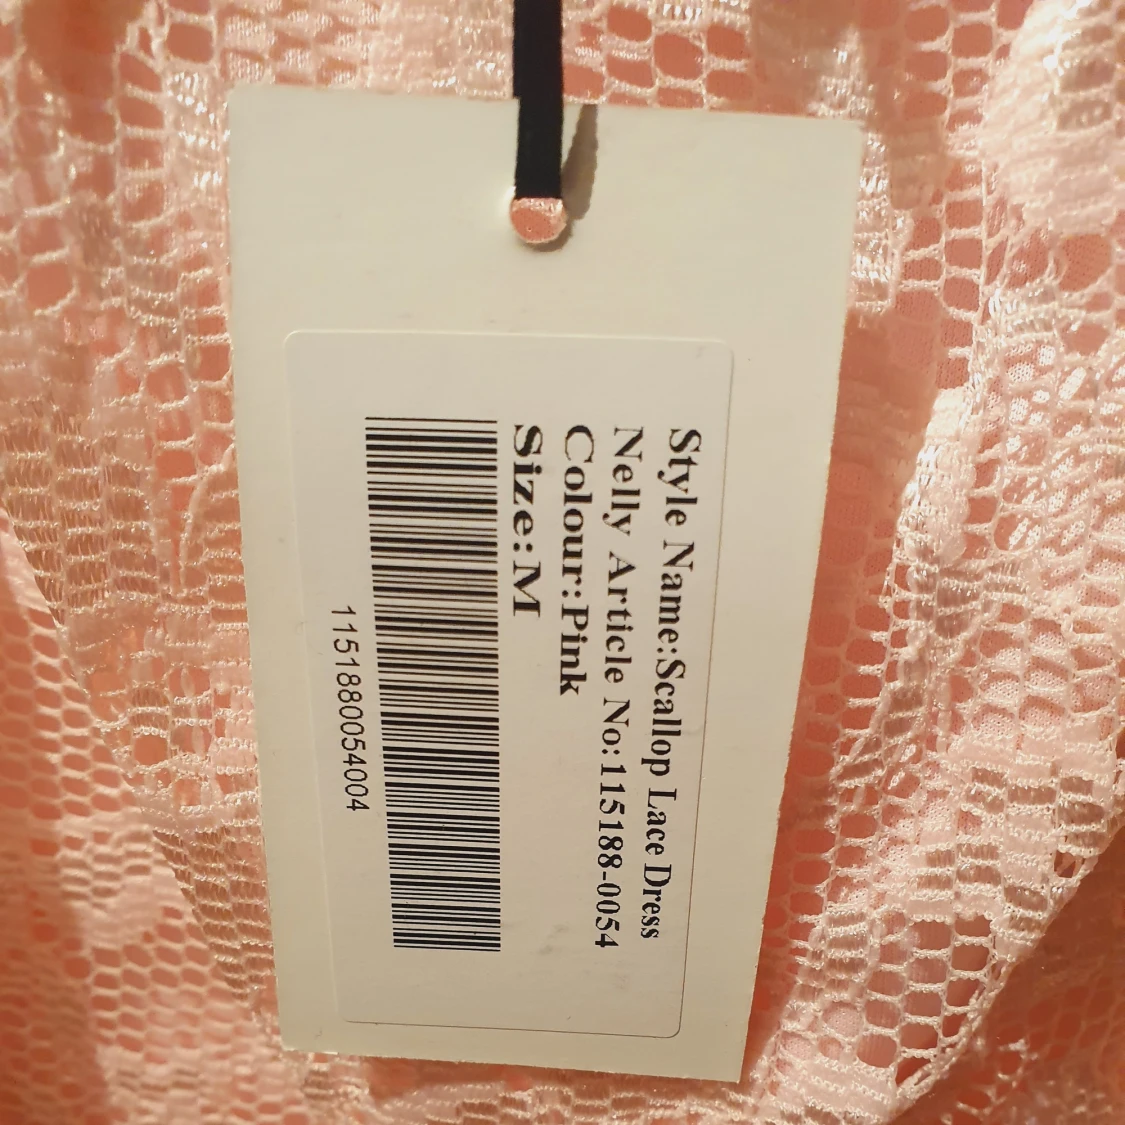 Style Name:Scallop Lace Dress
Nelly Article No:115188-0054
Colour:Pink
Size:M
1151880054004